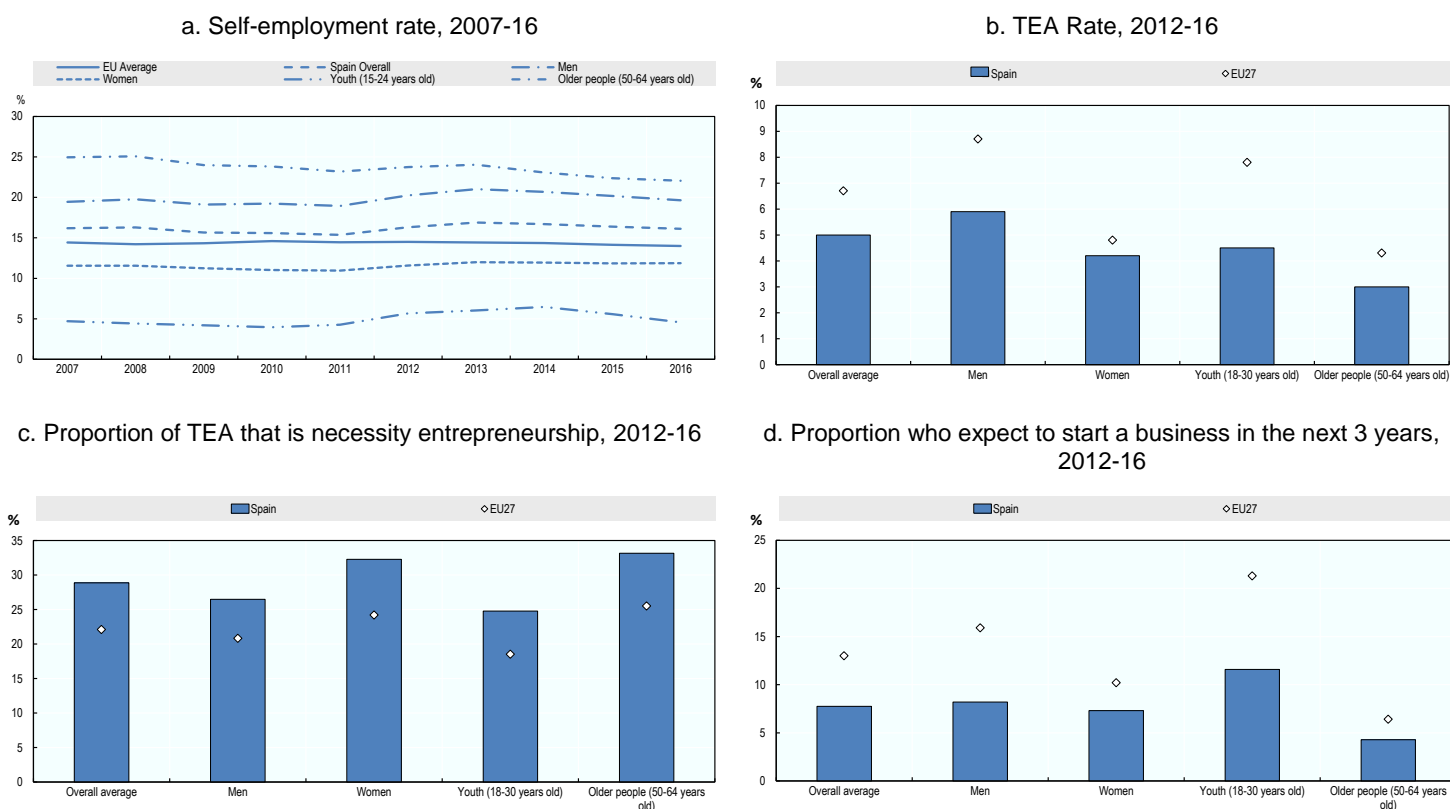 a. Self-employment rate, 2007-16
EU Average Spain Overall Men
Women Youth (15-24 years old) Older people (50-64 years old)
%
30
25
20
15
10
5
0
2007 2008 2009 2010 2011 2012 2013 2014 2015 2016
b. TEA Rate, 2012-16
Spain EU27
%
10
9
8
7
6
5
4
3
2
1
0
Overall average Men Women Youth (18-30 years old) Older people (50-64 years old)
c. Proportion of TEA that is necessity entrepreneurship, 2012-16
Spain EU27
%
35
30
25
20
15
10
5
0
Overall average Men Women Youth (18-30 years old) Older people (50-64 years
old)
d. Proportion who expect to start a business in the next 3 years,
2012-16
Spain EU27
%
25
20
15
10
5
0
Overall average Men Women Youth (18-30 years old) Older people (50-64 years
old)